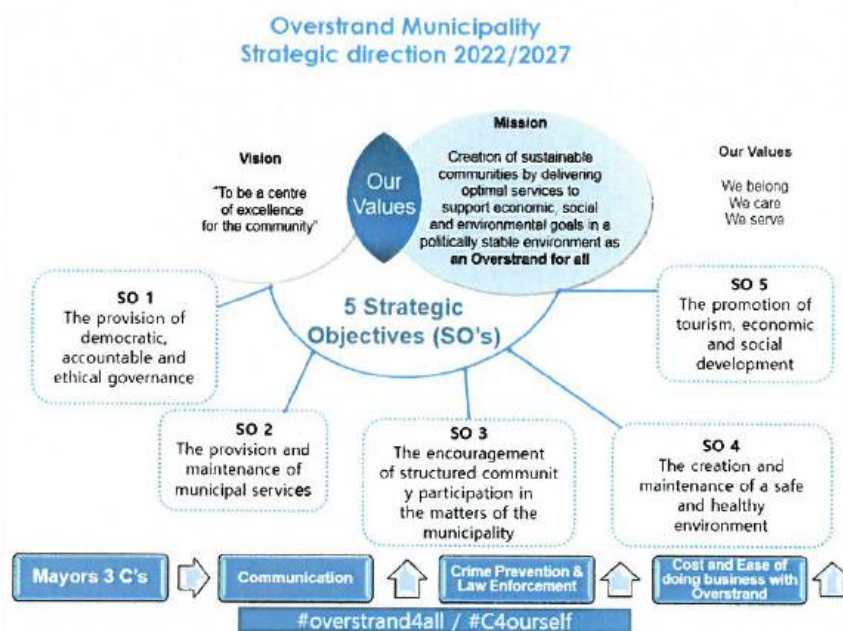 Overstrand Municipality
Strategic direction 2022/2027
Vision
"To be a centre
of excellence
for the community"
Our
Values
Mission
Creation of sustainable
communities by delivering
optimal services to
support economic, social
and environmental goals in a
politically stable environment as
an Overstrand for all
Our Values
We belong
We care
We serve
5 Strategic
Objectives (SO's)
SO 1
The provision of
democratic,
accountable and
ethical governance
SO 2
The provision and
maintenance of
municipal services
SO 3
The encouragement
of structured communit
y participation in
the matters of the
municipality
SO 4
The creation and
maintenance of a safe
and healthy
environment
SO 5
The promotion of
tourism, economic
and social
development
Mayors 3 C's
Communication
Crime Prevention &
Law Enforcement
Cost and Ease of
doing business with
Overstrand
#overstrand4all / #C4ourself